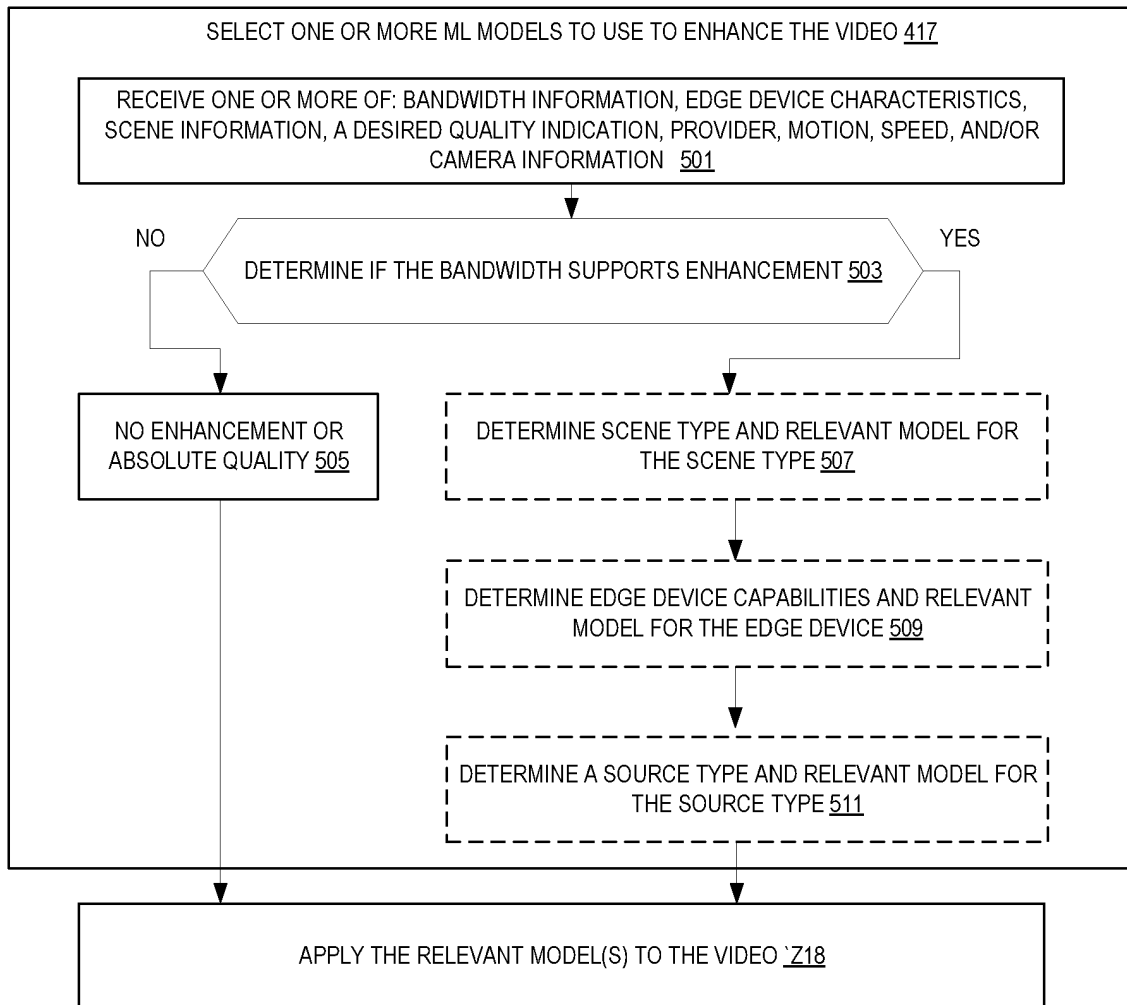 SELECT ONE OR MORE ML MODELS TO USE TO ENHANCE THE VIDEO 417
RECEIVE ONE OR MORE OF: BANDWIDTH INFORMATION, EDGE DEVICE CHARACTERISTICS,
SCENE INFORMATION, A DESIRED QUALITY INDICATION, PROVIDER, MOTION, SPEED, AND/OR
CAMERA INFORMATION 501
NO
YES
DETERMINE IF THE BANDWIDTH SUPPORTS ENHANCEMENT 503
NO ENHANCEMENT OR
ABSOLUTE QUALITY 505
DETERMINE SCENE TYPE AND RELEVANT MODEL FOR
THE SCENE TYPE 507
DETERMINE EDGE DEVICE CAPABILITIES AND RELEVANT
MODEL FOR THE EDGE DEVICE 509
DETERMINE A SOURCE TYPE AND RELEVANT MODEL FOR
THE SOURCE TYPE 511
APPLY THE RELEVANT MODEL(S) TO THE VIDEO `Z18